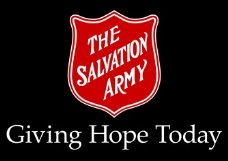 THE
SALVATION
ARMY
Giving Hope Today